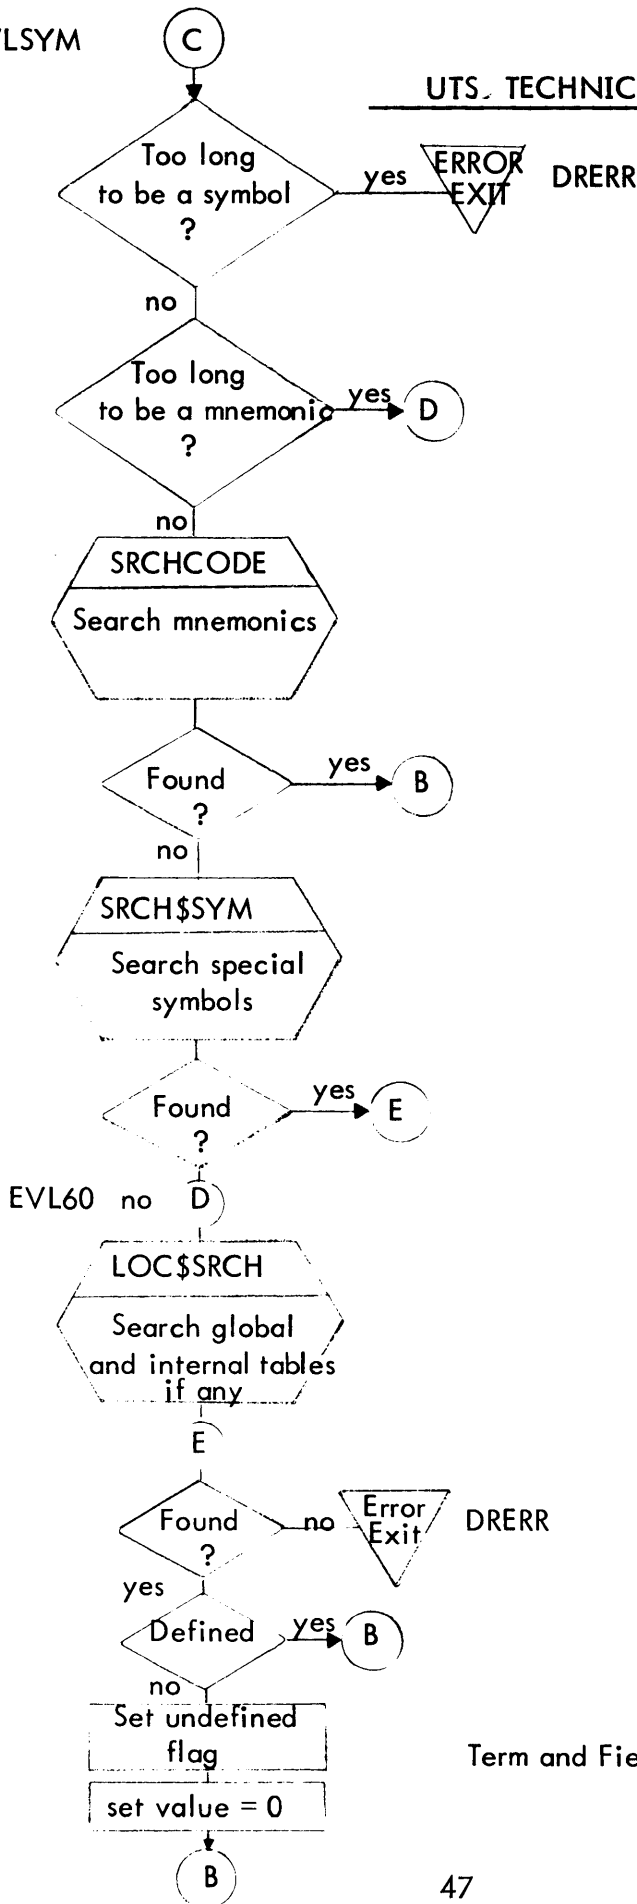 C
UTS TECHNIC
Too long
to be a symbol
?
yes
ERROR
EXIT
DRERR
no
Too long
to be a mnemonic
?
yes
D
no
SRCHCODE
Search mnemonics
Found
?
yes
B
no
SRCH$SYM
Search special
symbols
Found
?
yes
E
EVL60 no D
LOC$SRCH
Search global
and internal tables
if any
E
Found
?
no
Error
Exit
DRERR
yes
Defined
yes
B
no
Set undefined
flag
Term and Fie
set value = 0
B
47